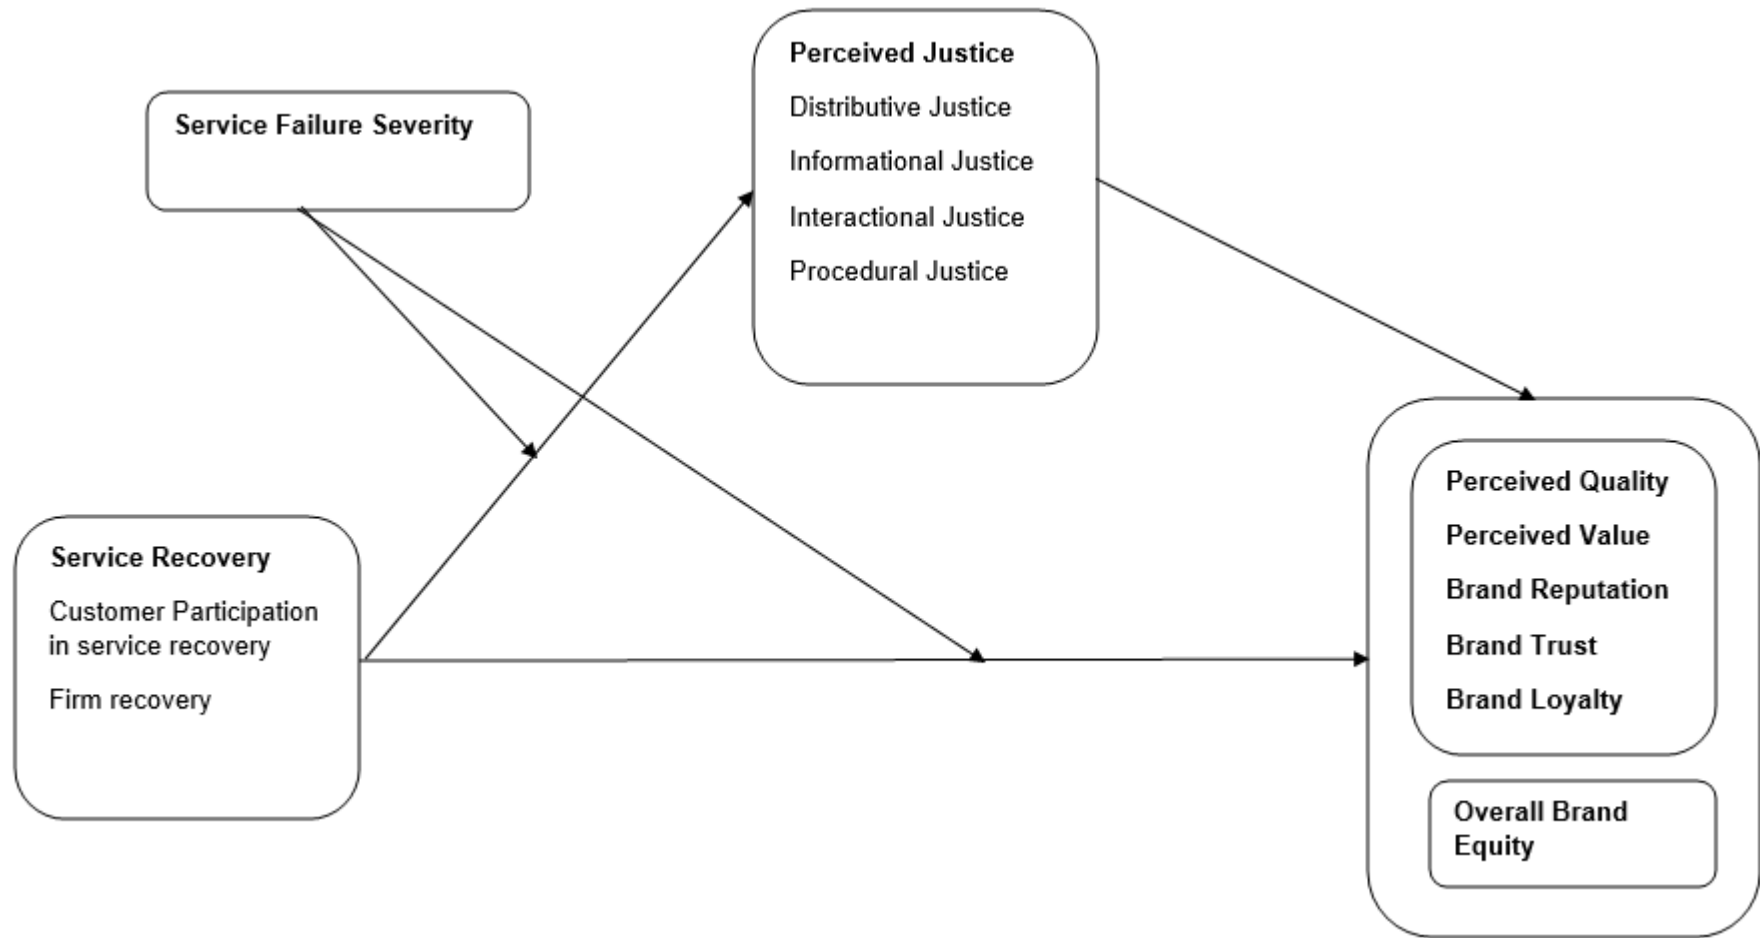 Perceived Justice
Distributive Justice
Informational Justice
Interactional Justice
Procedural Justice
Service Failure Severity
Service Recovery
Customer Participation
in service recovery
Firm recovery
Perceived Quality
Perceived Value
Brand Reputation
Brand Trust
Brand Loyalty
Overall Brand
Equity